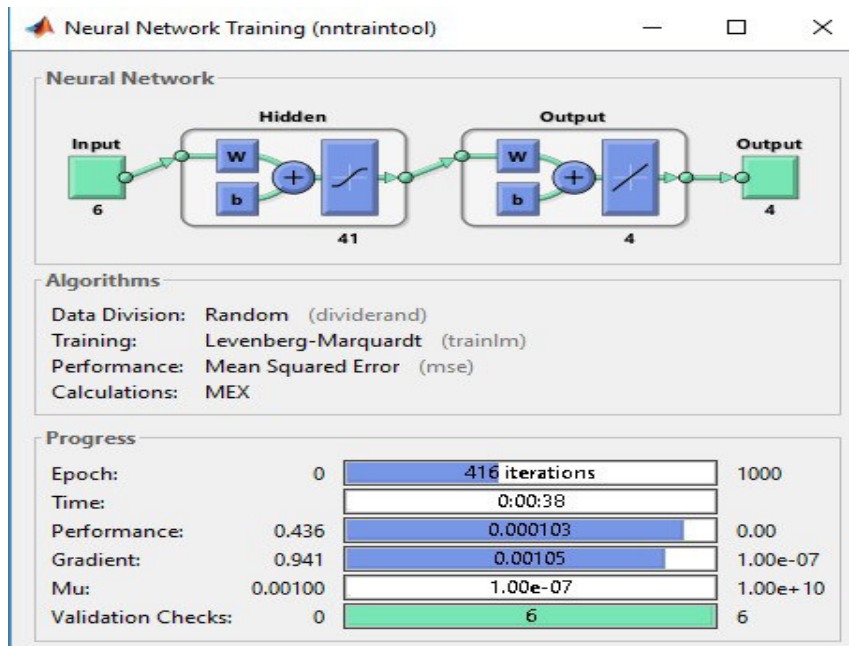 Neural Network Training (nntraintool)
Neural Network
Hidden
Output
Input
W
b
+
W
b
+
Output
6
41
4
4
Algorithms
Data Division: Random (dividerand)
Training: Levenberg-Marquardt (trainlm)
Performance: Mean Squared Error (mse)
Calculations: MEX
Progress
Epoch: 0 416 iterations 1000
Time: 0:00:38
Performance: 0.436 0.000103 0.00
Gradient: 0.941 0.00105 1.00e-07
Mu: 0.00100 1.00e-07 1.00e+10
Validation Checks: 0 6 6